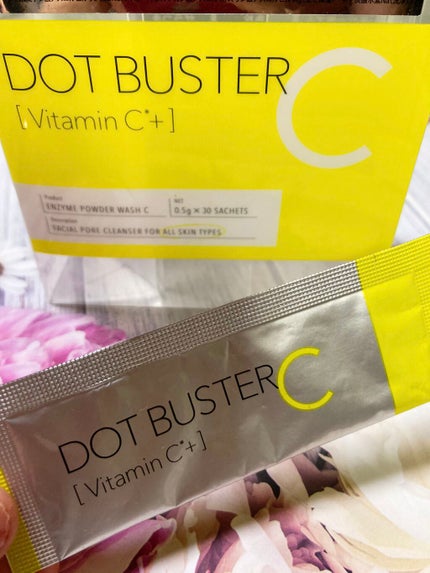 DOT BUSTER C
[Vitamin C*+]
Product
ENZYME POWDER WASH C
NET
0.5g × 30 SACHETS
FACIAL PORE CLEANSER FOR ALL SKIN TYPES
DOT BUSTER C
[Vitamin C*+]